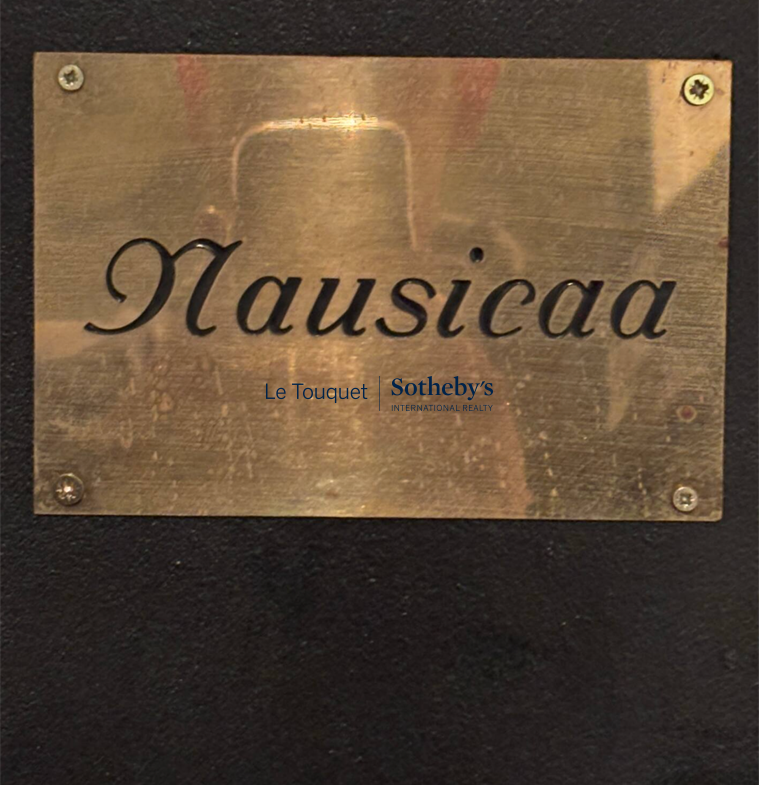 Nausicaa
Le Touquet | Sotheby's
INTERNATIONAL REALTY